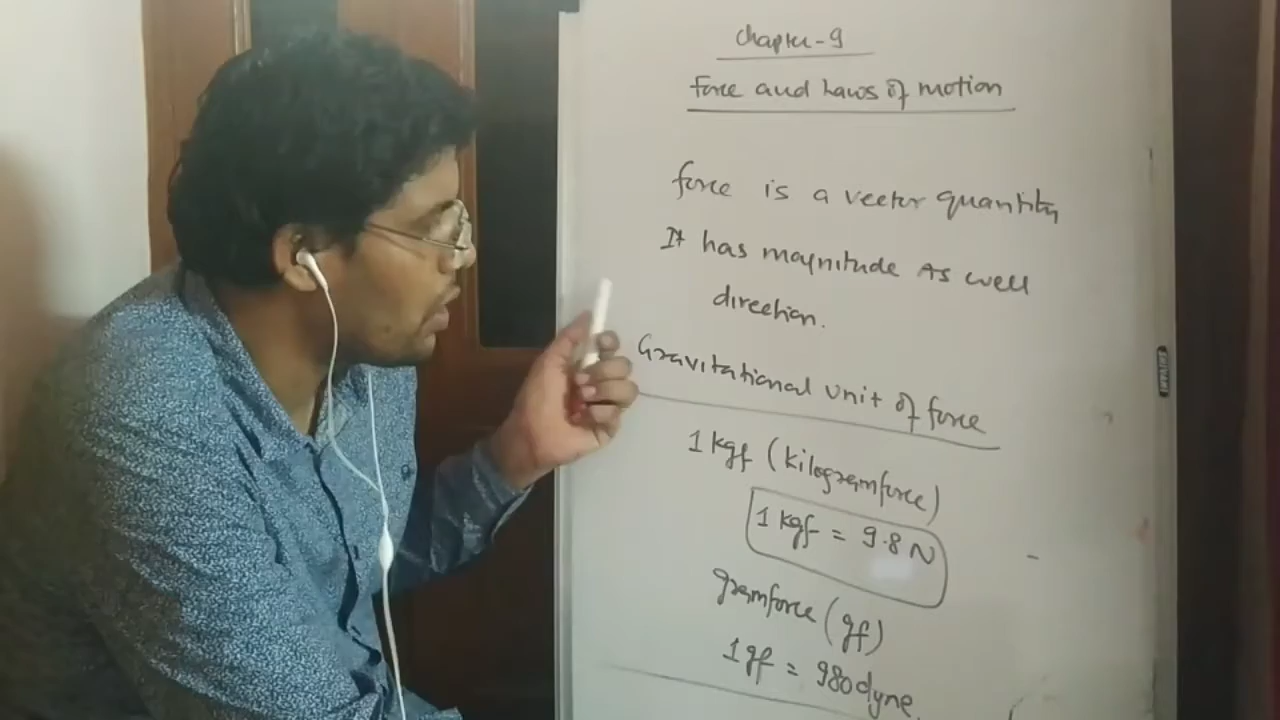 Chapter-9
Force and Laws of motion
force is a vector quantity
It has magnitude As well
direction.
Gravitational unit of force
1 kgf (kilogramforce)
1 kgf = 9.8 N
gramforce (gf)
1 gf = 980 dyne.